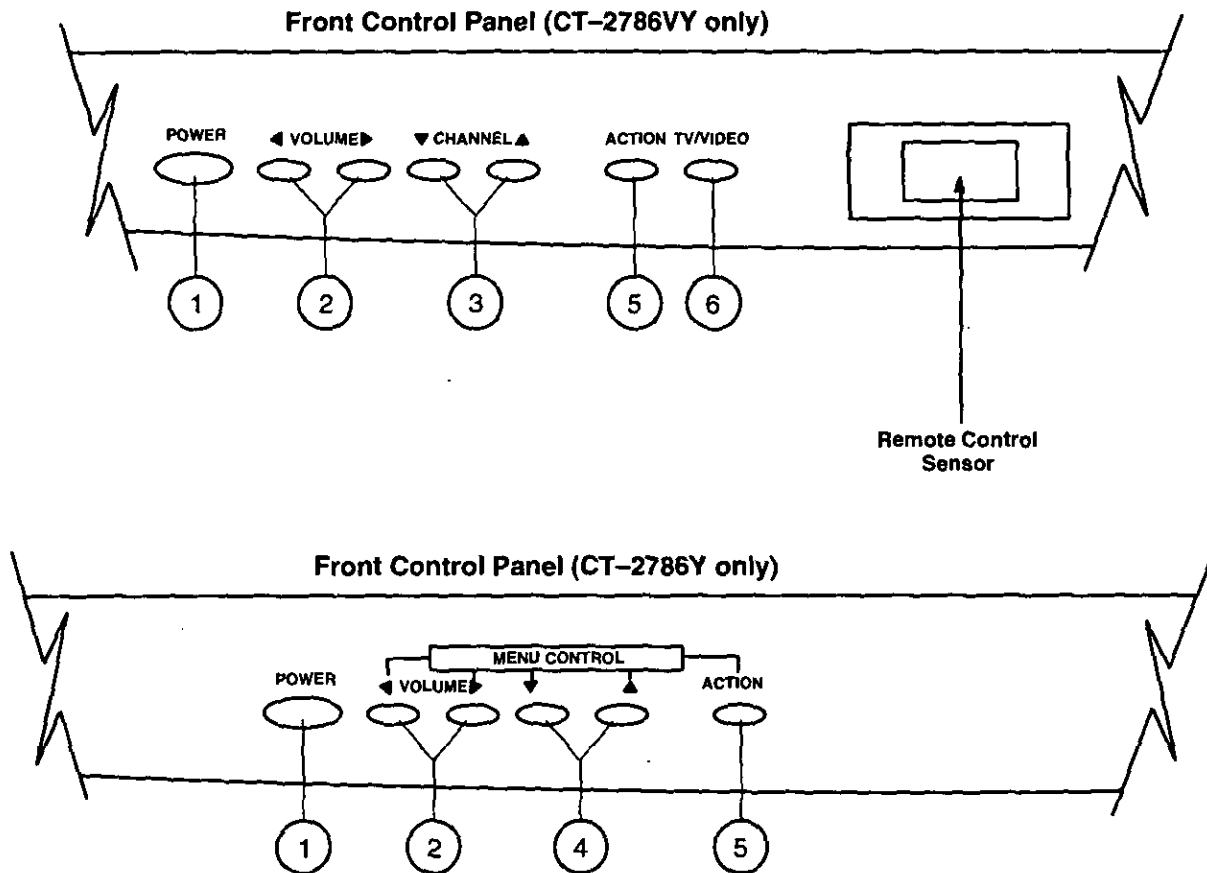 Front Control Panel (CT–2786VY only)
POWER ◀ VOLUME ▶ ▼ CHANNEL ▲ ACTION TV/VIDEO
1 2 3 5 6
Remote Control
Sensor
Front Control Panel (CT–2786Y only)
MENU CONTROL
POWER ◀ VOLUME ▶ ▼ ▲ ACTION
1 2 4 5